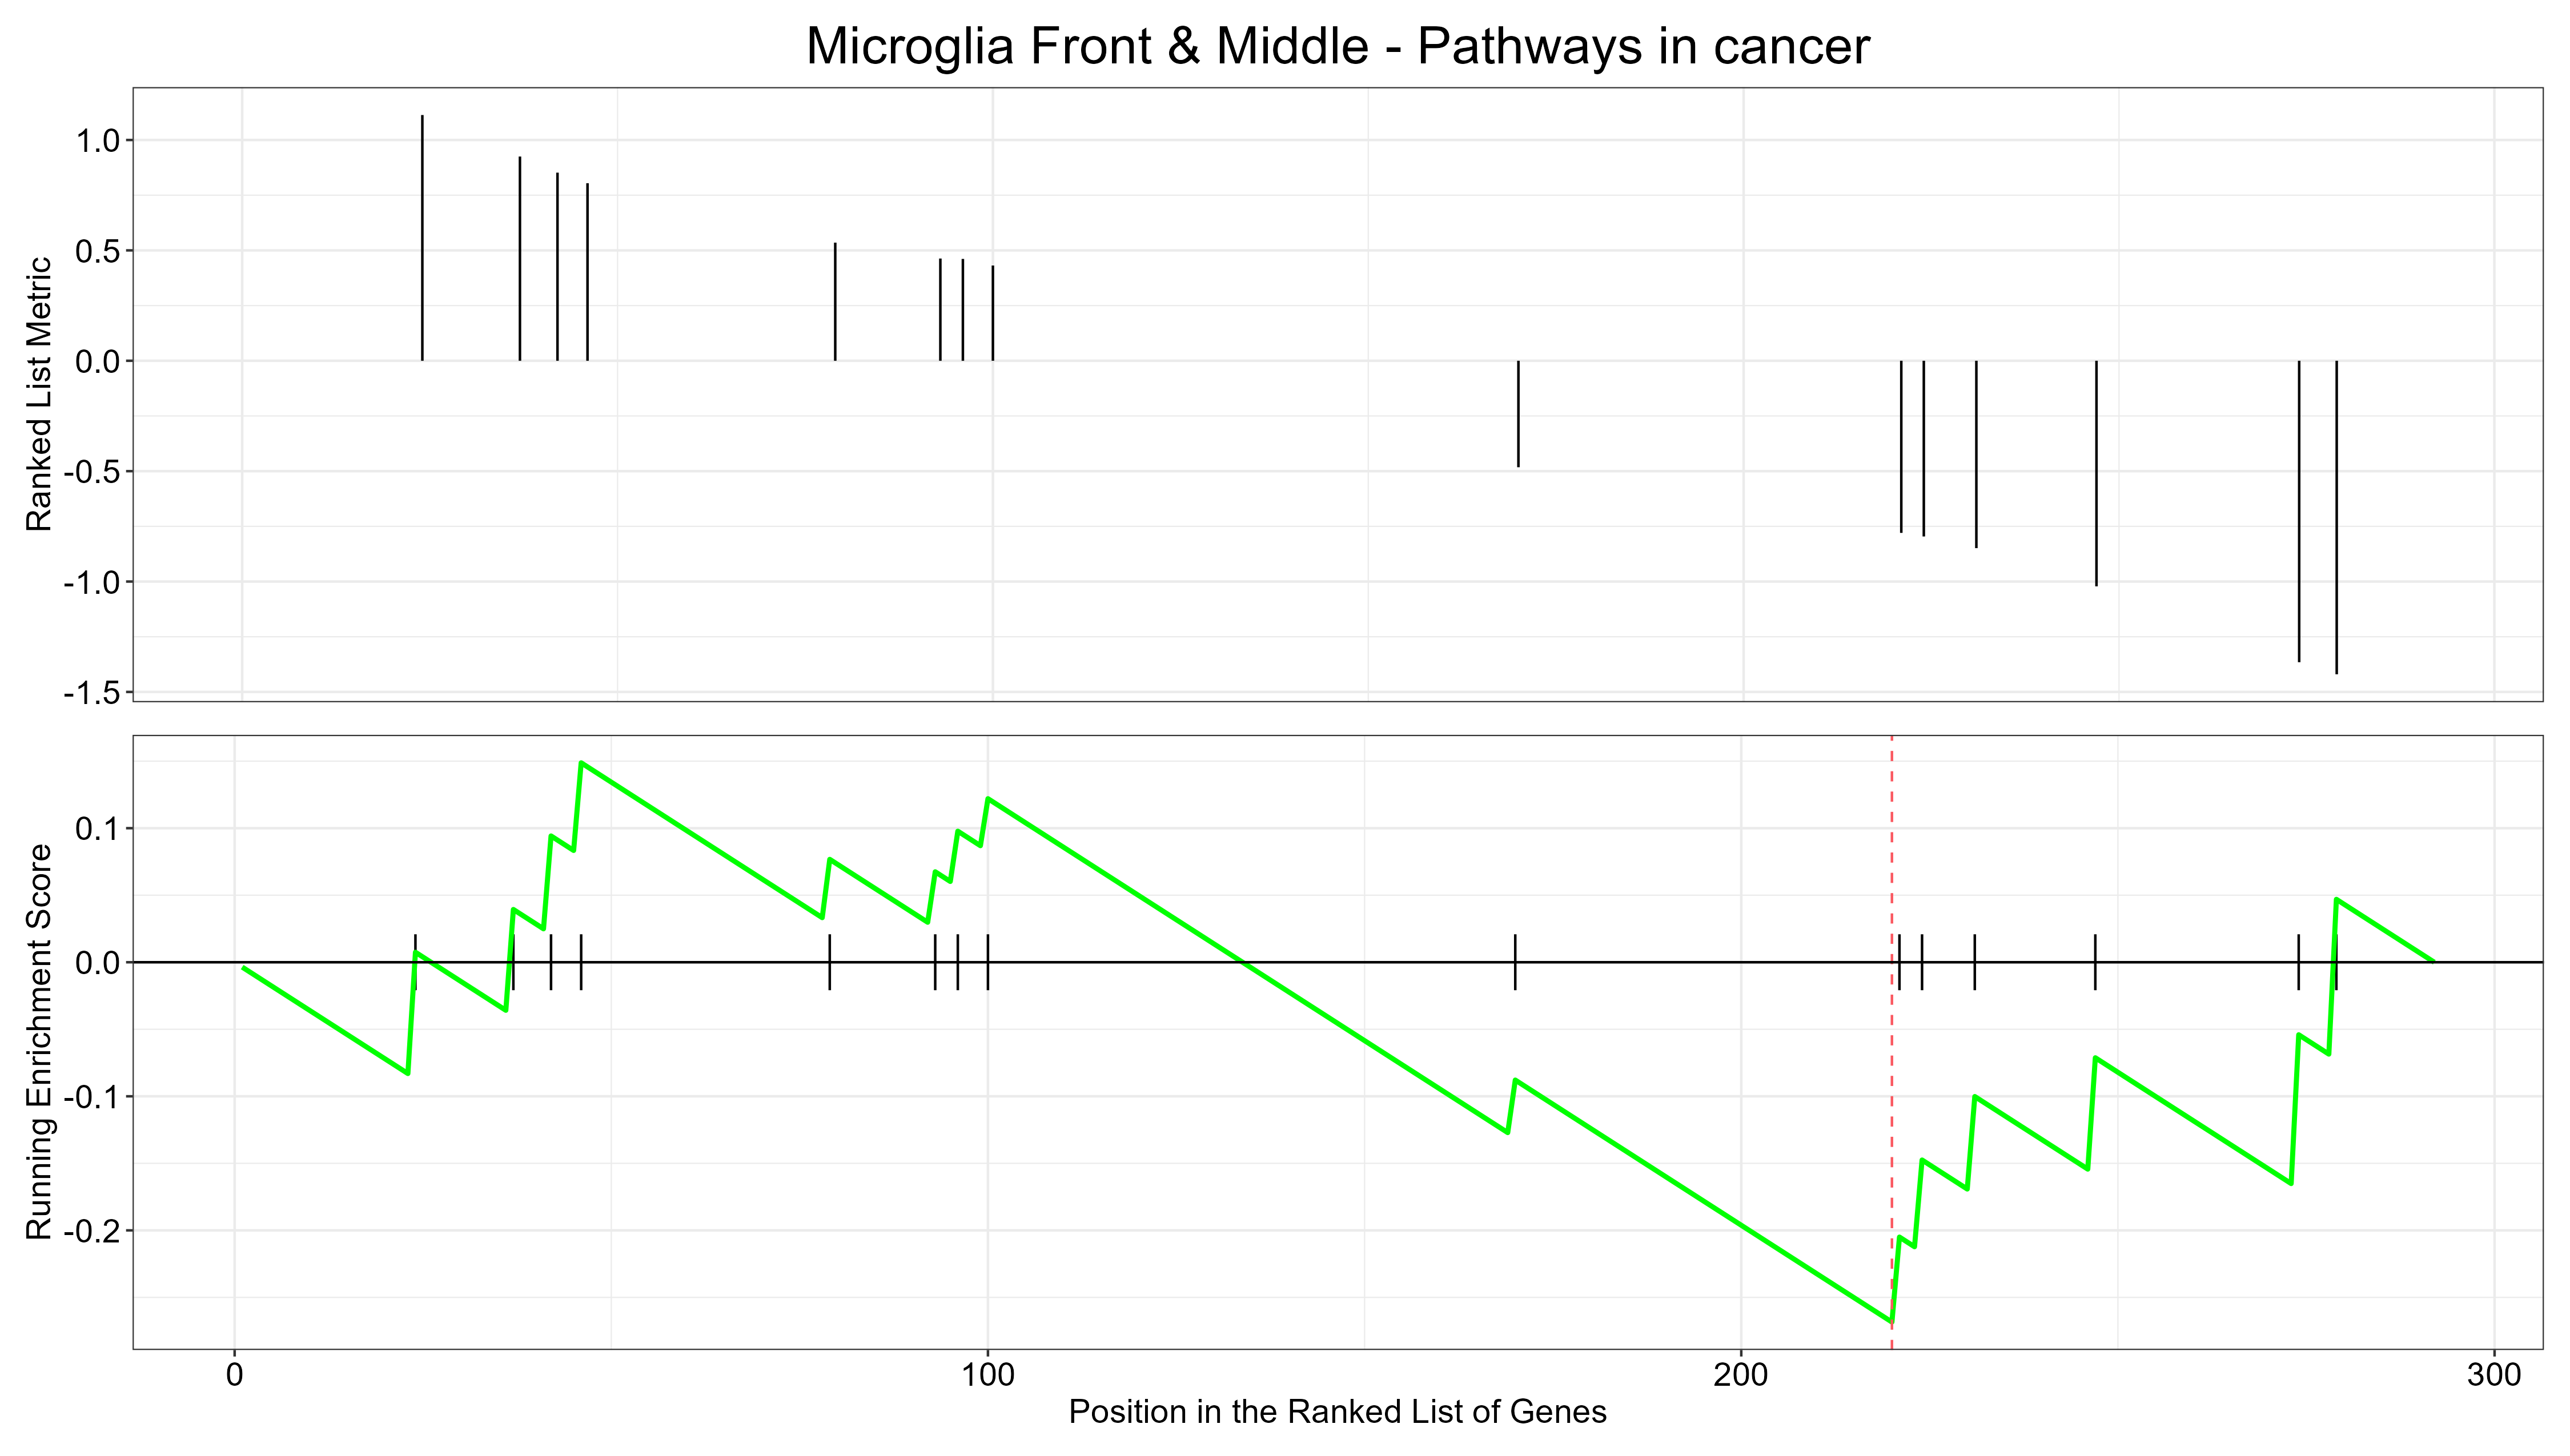 Microglia Front & Middle - Pathways in cancer
Ranked List Metric
1.0
0.5
0.0
-0.5
-1.0
-1.5
Running Enrichment Score
0.1
0.0
-0.1
-0.2
0 100 200 300
Position in the Ranked List of Genes